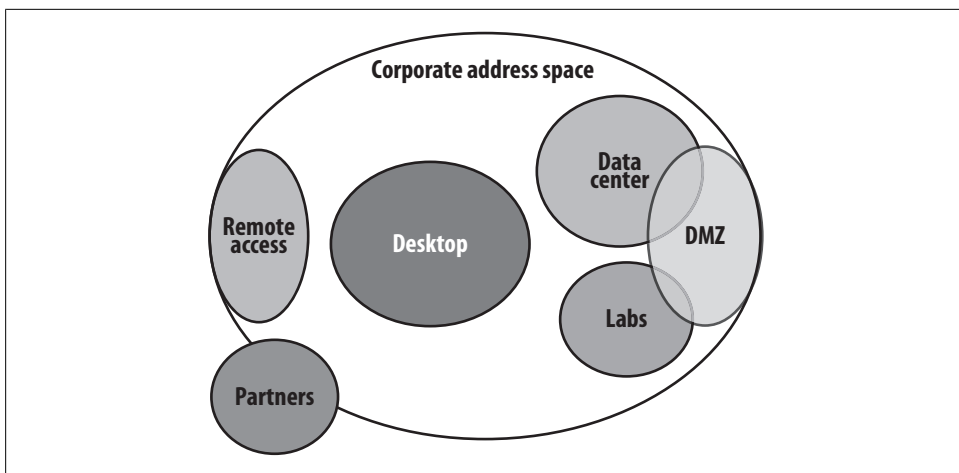 Corporate address space
Data
center
Remote
access
Desktop
DMZ
Labs
Partners